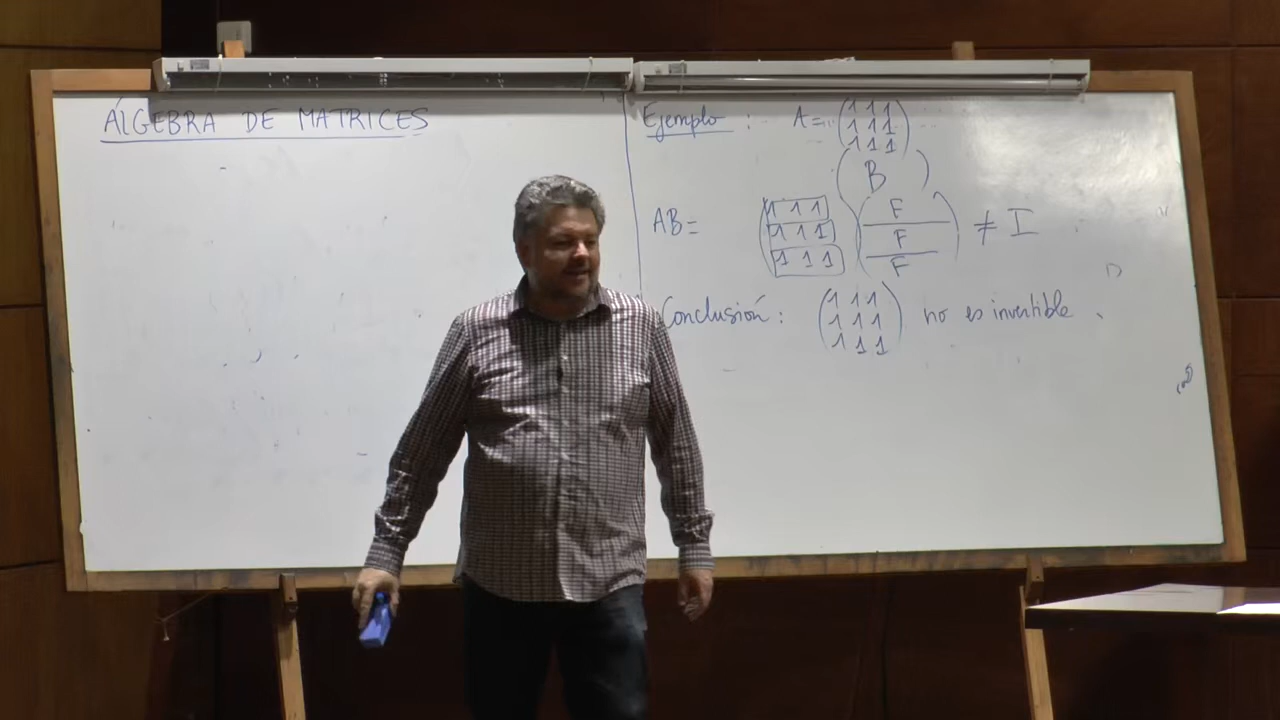 ÁLGEBRA DE MATRICES
Ejemplo : A = (1 1 1
1 1 1
1 1 1)
(B)
AB = (1 1 1 ( F
1 1 1 F
1 1 1) F ) ≠ I
Conclusión : (1 1 1
1 1 1 no es invertible
1 1 1)